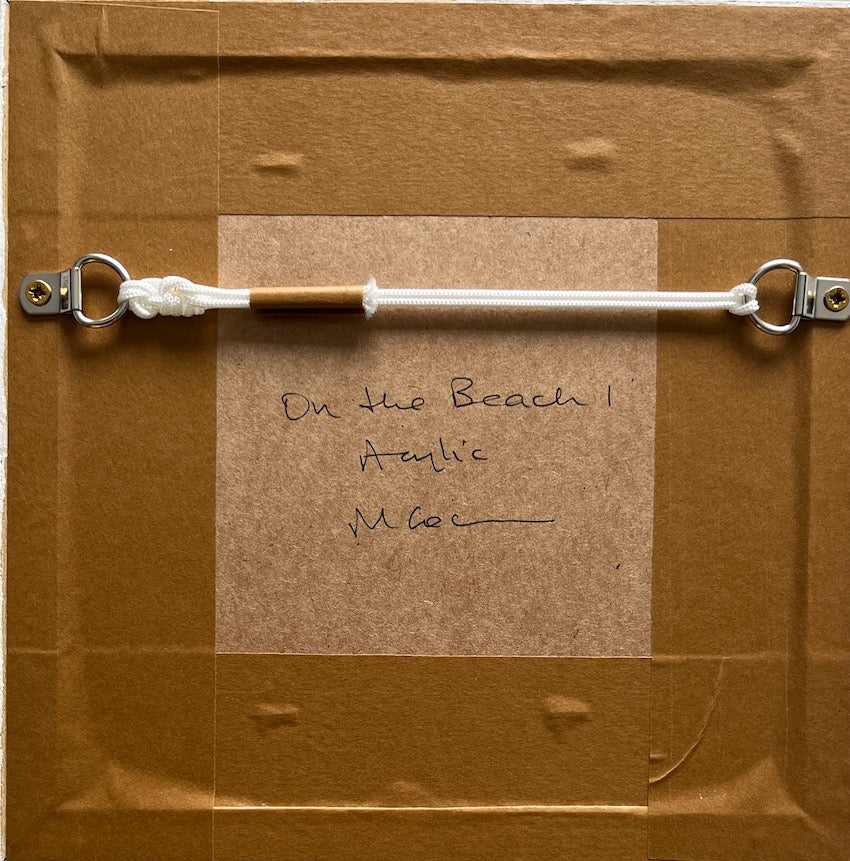 On the Beach 1
Acrylic